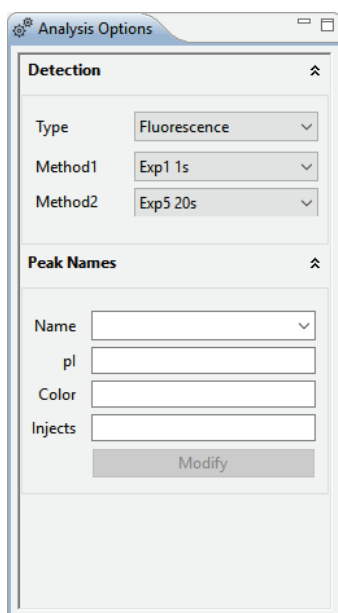 Analysis Options
Detection
Type Fluorescence
Method1 Exp1 1s
Method2 Exp5 20s
Peak Names
Name
pI
Color
Injects
Modify